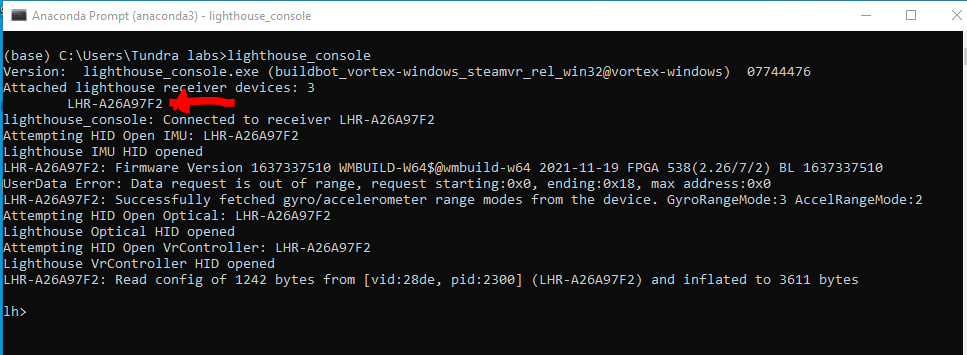 Anaconda Prompt (anaconda3) - lighthouse_console
(base) C:\Users\Tundra labs>lighthouse_console
Version:  lighthouse_console.exe (buildbot_vortex-windows_steamvr_rel_win32@vortex-windows)  07744476
Attached lighthouse receiver devices: 3
LHR-A26A97F2
lighthouse_console: Connected to receiver LHR-A26A97F2
Attempting HID Open IMU: LHR-A26A97F2
Lighthouse IMU HID opened
LHR-A26A97F2: Firmware Version 1637337510 WMBUILD-W64$@wmbuild-w64 2021-11-19 FPGA 538(2.26/7/2) BL 1637337510
UserData Error: Data request is out of range, request starting:0x0, ending:0x18, max address:0x0
LHR-A26A97F2: Successfully fetched gyro/accelerometer range modes from the device. GyroRangeMode:3 AccelRangeMode:2
Attempting HID Open Optical: LHR-A26A97F2
Lighthouse Optical HID opened
Attempting HID Open VrController: LHR-A26A97F2
Lighthouse VrController HID opened
LHR-A26A97F2: Read config of 1242 bytes from [vid:28de, pid:2300] (LHR-A26A97F2) and inflated to 3611 bytes
lh>